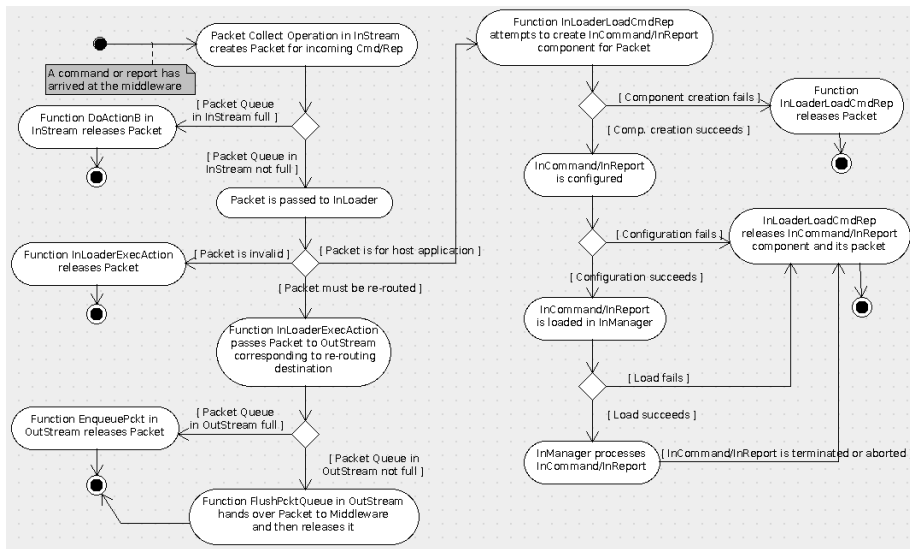 Packet Collect Operation in InStream
creates Packet for incoming Cmd/Rep
A command or report has
arrived at the middleware
[ Packet Queue
in InStream full ]
Function DoActionB in
InStream releases Packet
[ Packet Queue in
InStream not full ]
Packet is passed to InLoader
[ Packet is invalid ]
[ Packet is for host application ]
Function InLoaderExecAction
releases Packet
[ Packet must be re-routed ]
Function InLoaderExecAction
passes Packet to OutStream
corresponding to re-routing
destination
[ Packet Queue
in OutStream full ]
Function EnqueuePckt in
OutStream releases Packet
[ Packet Queue in
OutStream not full ]
Function FlushPcktQueue in OutStream
hands over Packet to Middleware
and then releases it
Function InLoaderLoadCmdRep
attempts to create InCommand/InReport
component for Packet
[ Component creation fails ]
Function
InLoaderLoadCmdRep
releases Packet
[ Comp. creation succeeds ]
InCommand/InReport
is configured
[ Configuration fails ]
InLoaderLoadCmdRep
releases InCommand/InReport
component and its packet
[ Configuration succeeds ]
InCommand/InReport
is loaded in InManager
[ Load fails ]
[ Load succeeds ]
InManager processes
InCommand/InReport
[ InCommand/InReport is terminated or aborted ]